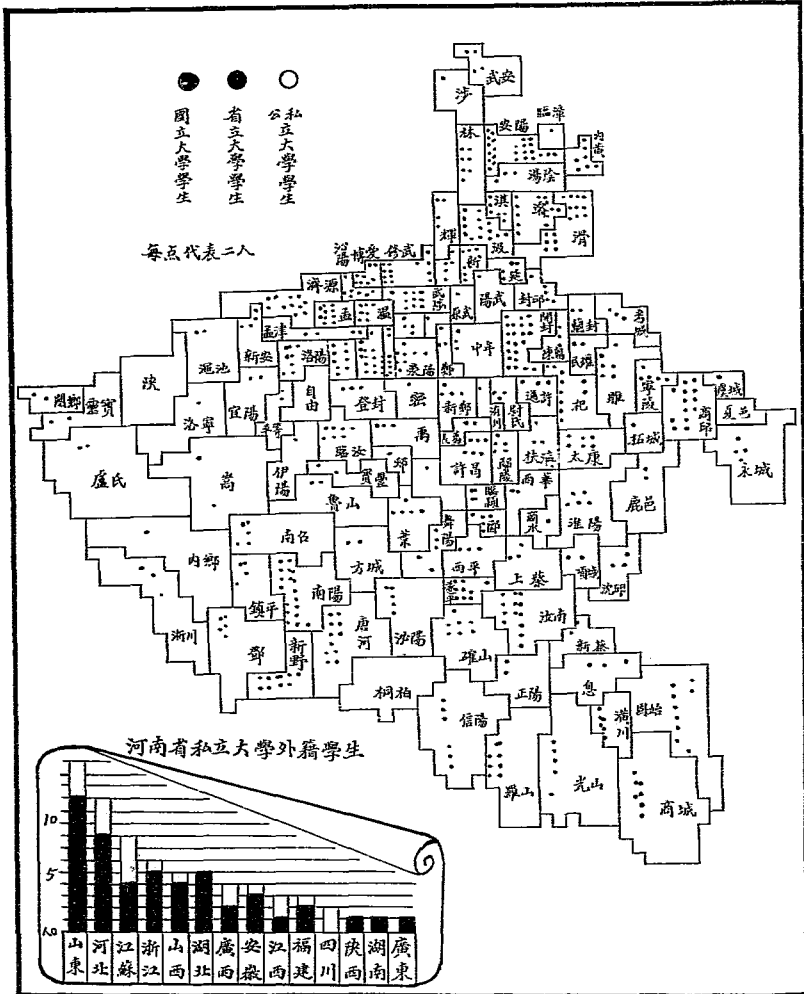 國立大學學生
省立大學學生
公私立大學學生
每点代表二人
武安
涉
臨漳
安陽
林
內黃
湯陰
淇
濬
滑
輝
汲
新
延
沁陽
博愛
修武
濟源
武陟
原武
陽武
封邱
孟
溫
開封
蘭封
考城
孟津
陳留
民權
新安
洛陽
滎陽
鄭
中牟
澠池
陝
閿鄉
靈寶
洛寧
宜陽
自由
平等
登封
密
新鄭
洧川
尉氏
通許
杞
睢
寧陵
商邱
虞城
夏邑
永城
柘城
禹
長葛
許昌
鄢陵
扶溝
太康
鹿邑
臨汝
寶豐
郟
伊陽
嵩
盧氏
魯山
臨潁
西華
淮陽
商水
郾
舞陽
葉
南召
內鄉
方城
西平
上蔡
項城
沈邱
遂平
鎮平
南陽
淅川
鄧
新野
唐河
泌陽
汝南
確山
新蔡
正陽
息
桐柏
信陽
羅山
光山
潢川
固始
商城
河南省私立大學外籍學生
10
5
人0
山東
河北
江蘇
浙江
山西
湖北
廣西
安徽
江西
福建
四川
陝西
湖南
廣東